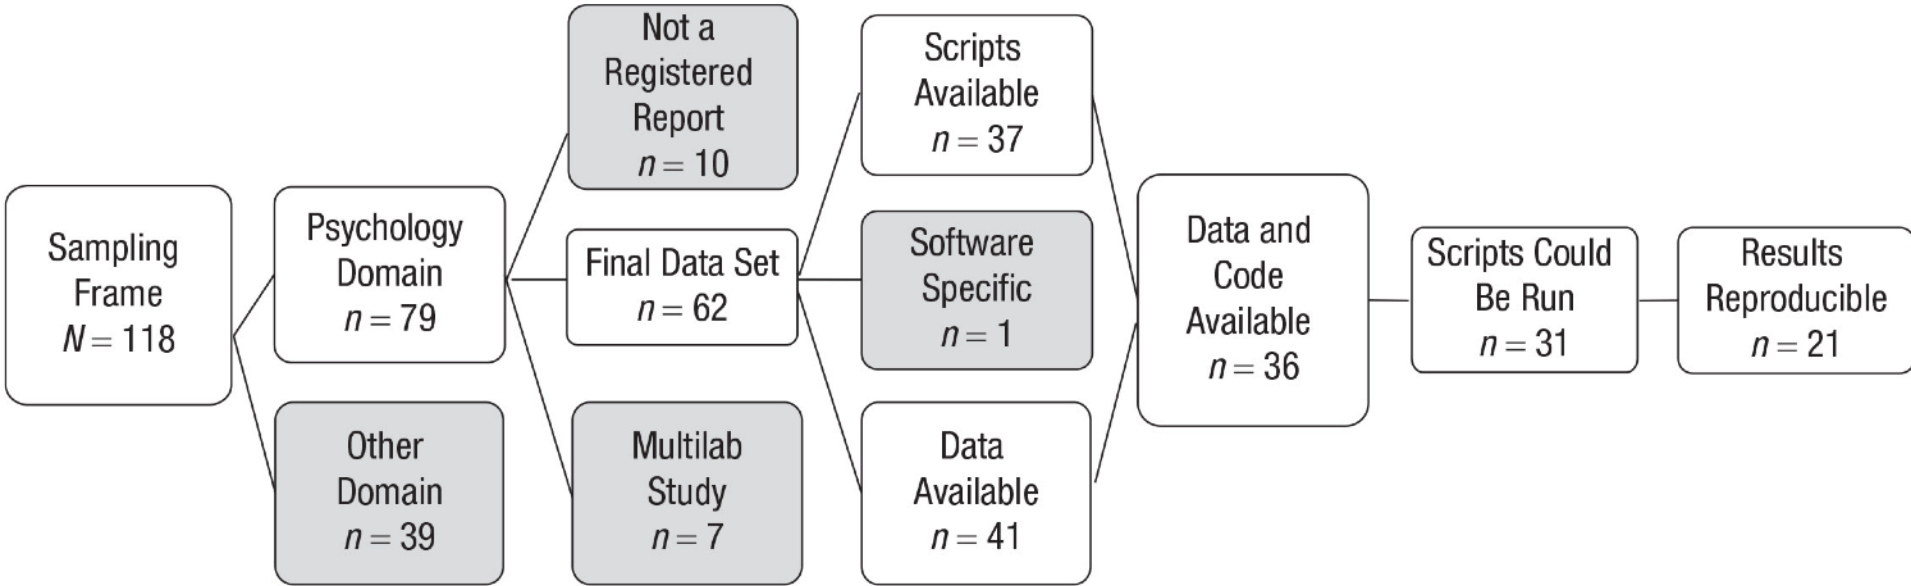 Sampling
Frame
N = 118
Psychology
Domain
n = 79
Other
Domain
n = 39
Not a
Registered
Report
n = 10
Final Data Set
n = 62
Multilab
Study
n = 7
Scripts
Available
n = 37
Software
Specific
n = 1
Data
Available
n = 41
Data and
Code
Available
n = 36
Scripts Could
Be Run
n = 31
Results
Reproducible
n = 21